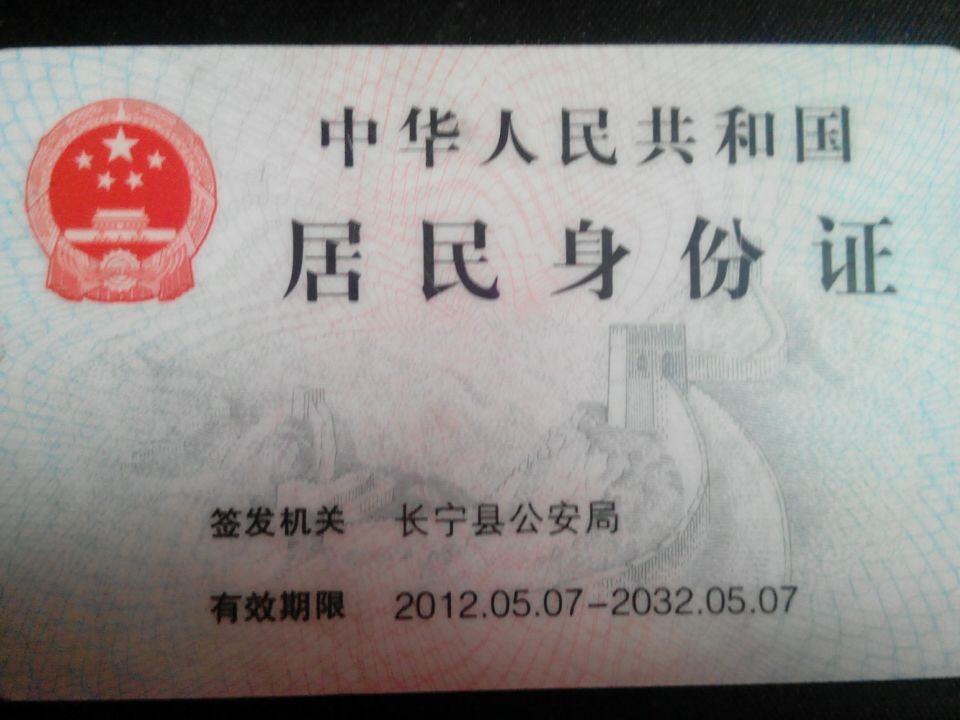 中华人民共和国
居民身份证
签发机关 长宁县公安局
有效期限 2012.05.07-2032.05.07